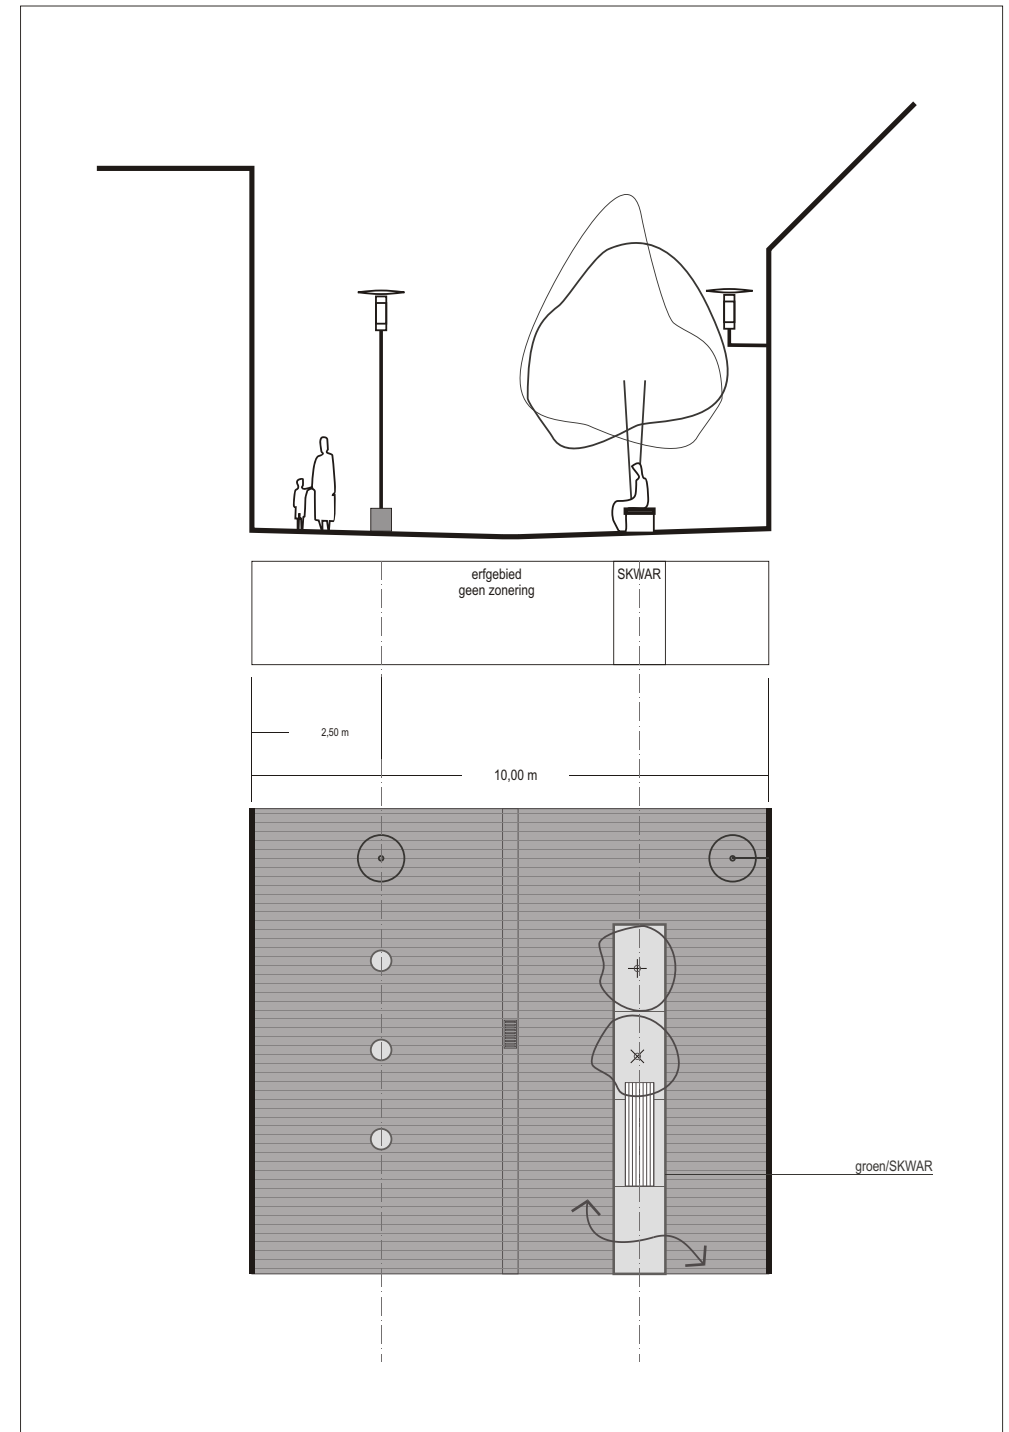 erfgebied
geen zonering
SKWAR
2,50 m
10,00 m
groen/SKWAR